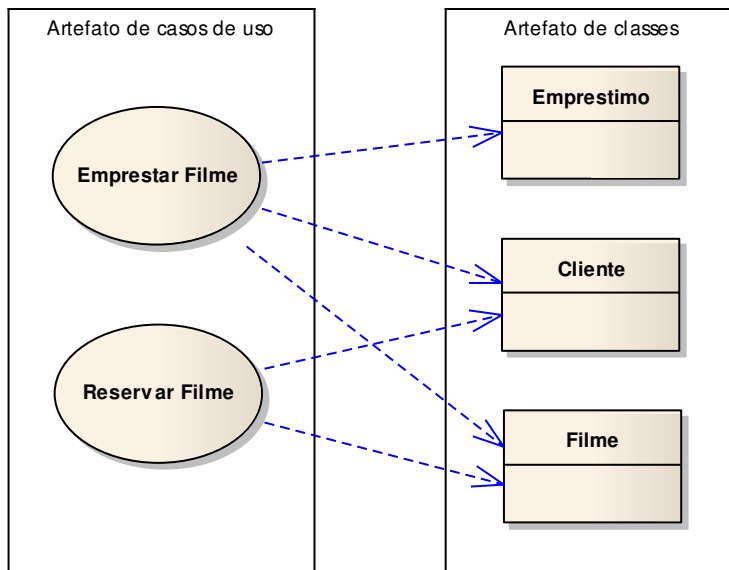 Artefato de casos de uso
Artefato de classes
Emprestimo
Emprestar Filme
Cliente
Reservar Filme
Filme